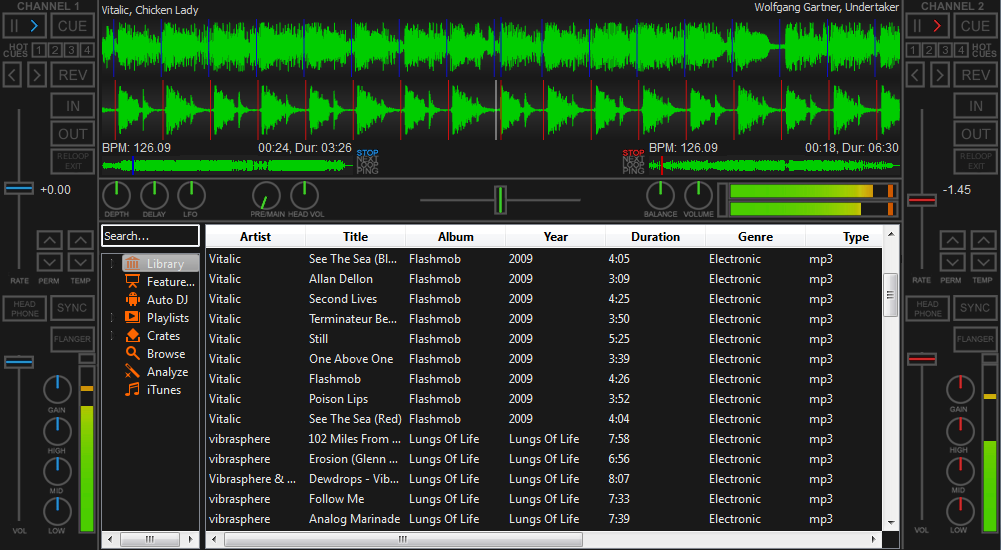 CHANNEL 1
CUE
HOT CUES 1 2 3 4
REV
IN
OUT
RELOOP EXIT
+0.00
RATE PERM TEMP
HEAD PHONE SYNC
FLANGER
GAIN
HIGH
MID
VOL LOW
Vitalic, Chicken Lady
Wolfgang Gartner, Undertaker
BPM: 126.09 00:24, Dur: 03:26
STOP
NEXT
LOOP
PING
STOP
NEXT
LOOP
PING
BPM: 126.09 00:18, Dur: 06:30
DEPTH DELAY LFO PRE/MAIN HEAD VOL BALANCE VOLUME
Search...
Library
Feature...
Auto DJ
Playlists
Crates
Browse
Analyze
iTunes
Artist Title Album Year Duration Genre Type
Vitalic See The Sea (Bl... Flashmob 2009 4:05 Electronic mp3
Vitalic Allan Dellon Flashmob 2009 3:09 Electronic mp3
Vitalic Second Lives Flashmob 2009 4:25 Electronic mp3
Vitalic Terminateur Be... Flashmob 2009 3:50 Electronic mp3
Vitalic Still Flashmob 2009 5:25 Electronic mp3
Vitalic One Above One Flashmob 2009 3:39 Electronic mp3
Vitalic Flashmob Flashmob 2009 4:26 Electronic mp3
Vitalic Poison Lips Flashmob 2009 3:52 Electronic mp3
Vitalic See The Sea (Red) Flashmob 2009 4:04 Electronic mp3
vibrasphere 102 Miles From ... Lungs Of Life Lungs Of Life 7:58 Electronic mp3
vibrasphere Erosion (Glenn ... Lungs Of Life Lungs Of Life 6:56 Electronic mp3
Vibrasphere & ... Dewdrops - Vib... Lungs Of Life Lungs Of Life 8:07 Electronic mp3
vibrasphere Follow Me Lungs Of Life Lungs Of Life 7:33 Electronic mp3
vibrasphere Analog Marinade Lungs Of Life Lungs Of Life 7:39 Electronic mp3
CHANNEL 2
CUE
1 2 3 4 HOT CUES
REV
IN
OUT
RELOOP EXIT
-1.45
RATE PERM TEMP
HEAD PHONE SYNC
FLANGER
GAIN
HIGH
MID
VOL LOW